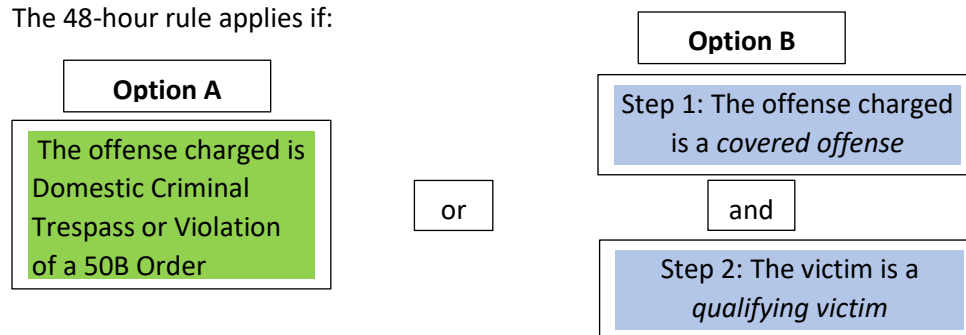 The 48-hour rule applies if:
Option A
The offense charged is
Domestic Criminal
Trespass or Violation
of a 50B Order
or
Option B
Step 1: The offense charged
is a covered offense
and
Step 2: The victim is a
qualifying victim